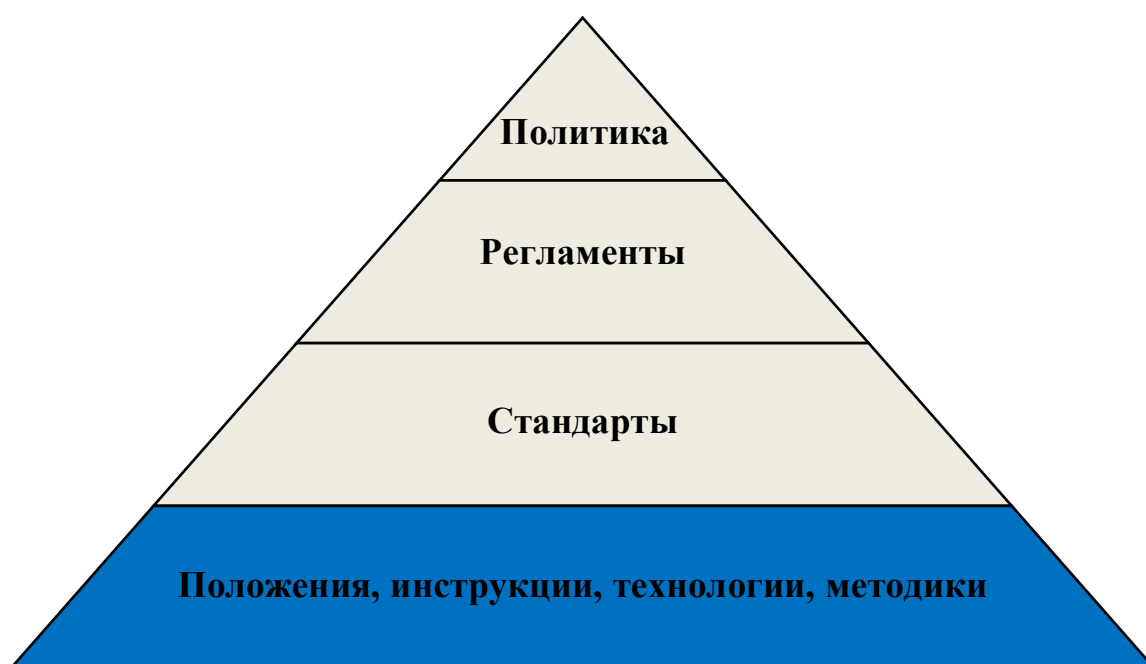 Политика
Регламенты
Стандарты
Положения, инструкции, технологии, методики